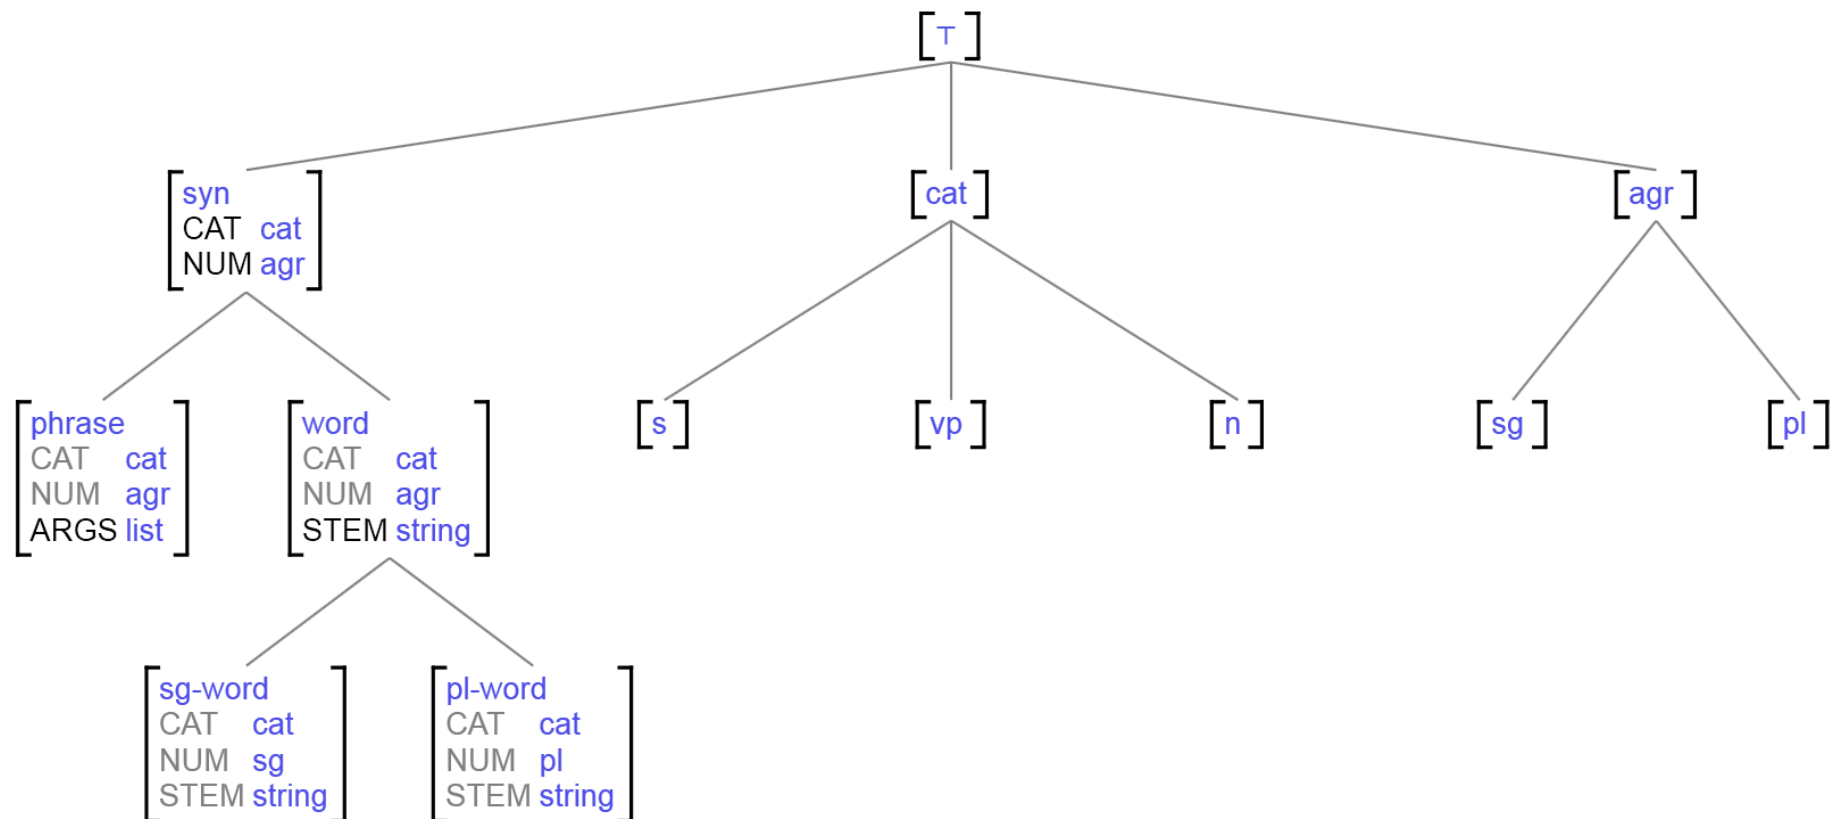 ⊤
syn
CAT cat
NUM agr
cat
agr
phrase
CAT cat
NUM agr
ARGS list
word
CAT cat
NUM agr
STEM string
s
vp
n
sg
pl
sg-word
CAT cat
NUM sg
STEM string
pl-word
CAT cat
NUM pl
STEM string